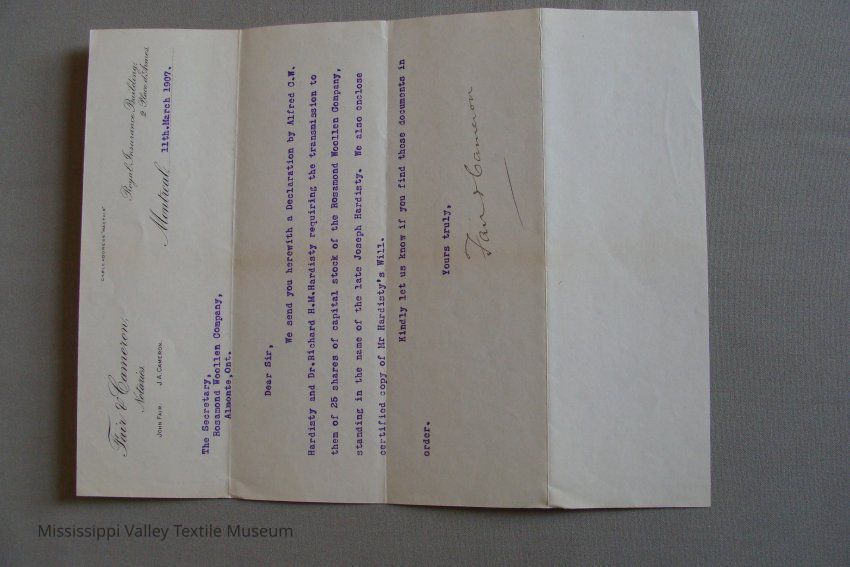 Fair & Cameron,
Notaries
JOHN FAIR. J.A. CAMERON.
CABLE ADDRESS
Royal Insurance Building,
2 Place d'Armes
Montreal, 11th.March 1907.
The Secretary,
Rosamond Woollen Company,
Almonte,Ont.
Dear Sir,
We send you herewith a Declaration by Alfred C.W.
Hardisty and Dr.Richard H.M.Hardisty requiring the transmission to
them of 25 shares of capital stock of the Rosamond Woollen Company,
standing in the name of the late Joseph Hardisty. We also enclose
certified copy of Mr Hardisty's Will.
Kindly let us know if you find these documents in
order.
Yours truly,
Fair & Cameron
Mississippi Valley Textile Museum